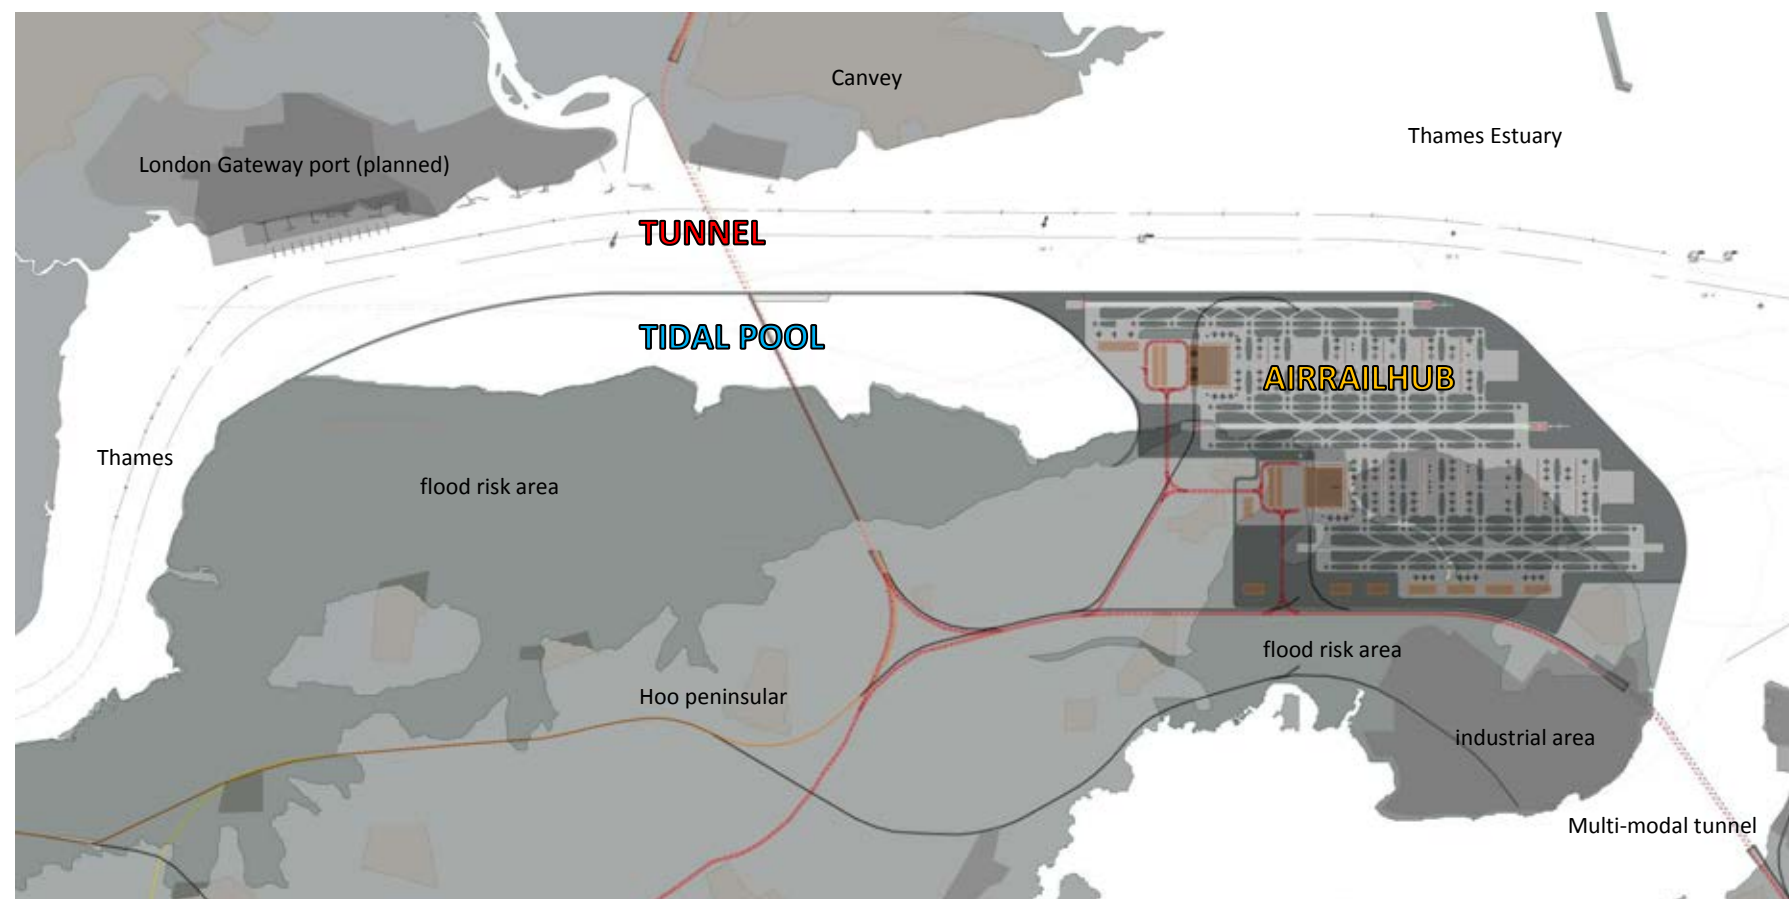 Canvey
Thames Estuary
London Gateway port (planned)
TUNNEL
TIDAL POOL
AIRRAILHUB
Thames
flood risk area
flood risk area
Hoo peninsular
industrial area
Multi-modal tunnel